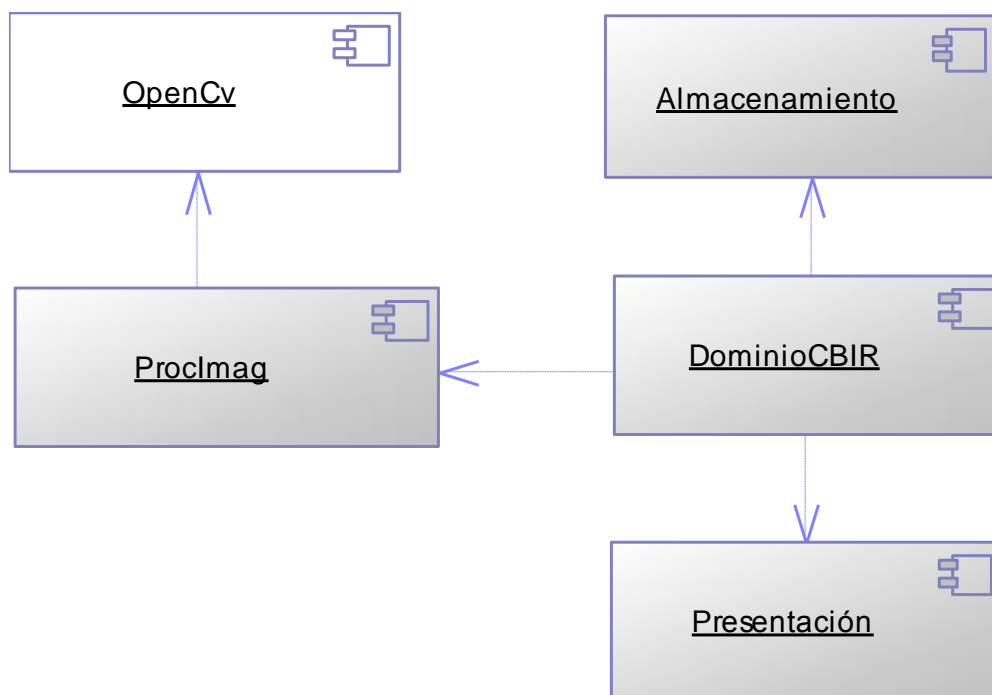 OpenCv
Almacenamiento
ProcImag
DominioCBIR
Presentación